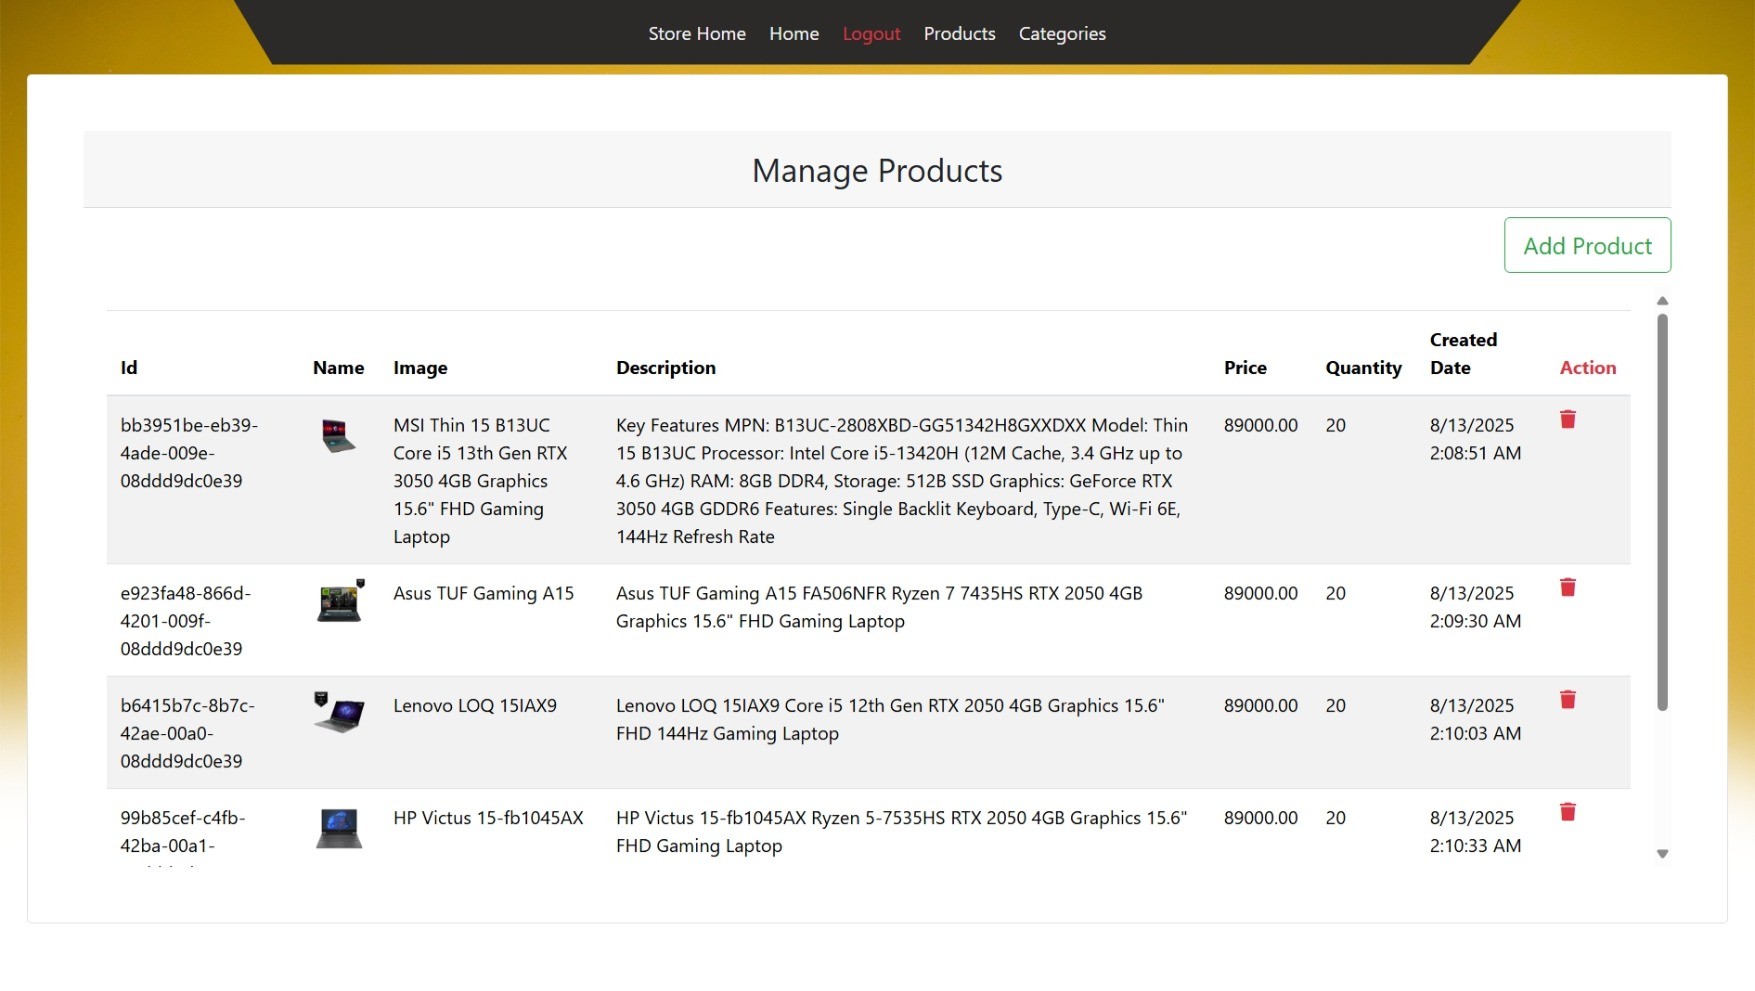 Store Home Home Logout Products Categories
Manage Products
Add Product
Id Name Image Description Price Quantity Created Date Action
bb3951be-eb39-
4ade-009e-
08ddd9dc0e39
MSI Thin 15 B13UC
Core i5 13th Gen RTX
3050 4GB Graphics
15.6" FHD Gaming
Laptop
Key Features MPN: B13UC-2808XBD-GG51342H8GXXDXX Model: Thin
15 B13UC Processor: Intel Core i5-13420H (12M Cache, 3.4 GHz up to
4.6 GHz) RAM: 8GB DDR4, Storage: 512B SSD Graphics: GeForce RTX
3050 4GB GDDR6 Features: Single Backlit Keyboard, Type-C, Wi-Fi 6E,
144Hz Refresh Rate
89000.00
20
8/13/2025
2:08:51 AM
e923fa48-866d-
4201-009f-
08ddd9dc0e39
Asus TUF Gaming A15
Asus TUF Gaming A15 FA506NFR Ryzen 7 7435HS RTX 2050 4GB
Graphics 15.6" FHD Gaming Laptop
89000.00
20
8/13/2025
2:09:30 AM
b6415b7c-8b7c-
42ae-00a0-
08ddd9dc0e39
Lenovo LOQ 15IAX9
Lenovo LOQ 15IAX9 Core i5 12th Gen RTX 2050 4GB Graphics 15.6"
FHD 144Hz Gaming Laptop
89000.00
20
8/13/2025
2:10:03 AM
99b85cef-c4fb-
42ba-00a1-
HP Victus 15-fb1045AX
HP Victus 15-fb1045AX Ryzen 5-7535HS RTX 2050 4GB Graphics 15.6"
FHD Gaming Laptop
89000.00
20
8/13/2025
2:10:33 AM